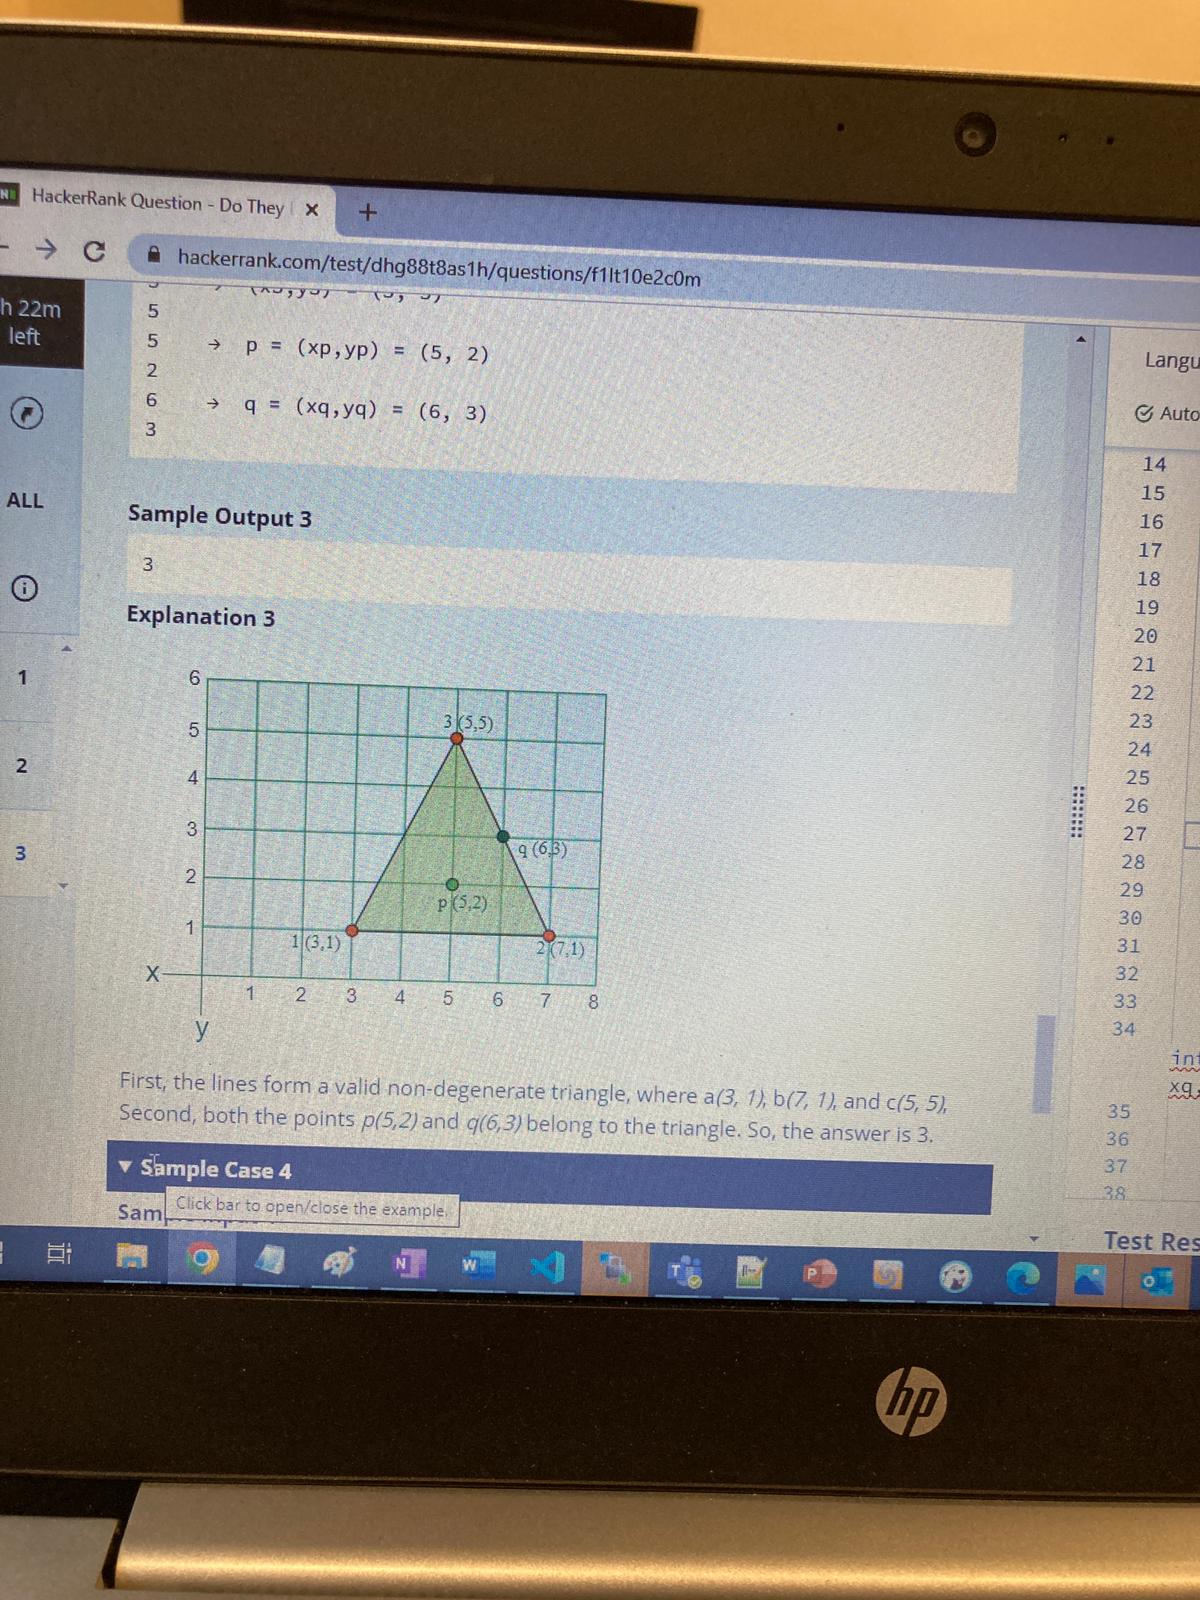 HackerRank Question - Do They
hackerrank.com/test/dhg88t8as1h/questions/f1lt10e2c0m
h 22m
left
ALL
1
2
3
5
5 → p = (xp,yp) = (5, 2)
2
6 → q = (xq,yq) = (6, 3)
3
Sample Output 3
3
Explanation 3
6
5
4
3
2
1
3 (5,5)
q (6,3)
p (5,2)
1 (3,1)
2 (7,1)
X
1 2 3 4 5 6 7 8
y
First, the lines form a valid non-degenerate triangle, where a(3, 1), b(7, 1), and c(5, 5),
Second, both the points p(5,2) and q(6,3) belong to the triangle. So, the answer is 3.
▼ Sample Case 4
Click bar to open/close the example.
Sam
Langu
Auto
14
15
16
17
18
19
20
21
22
23
24
25
26
27
28
29
30
31
32
33
34
int
xq,
35
36
37
38
Test Res
hp